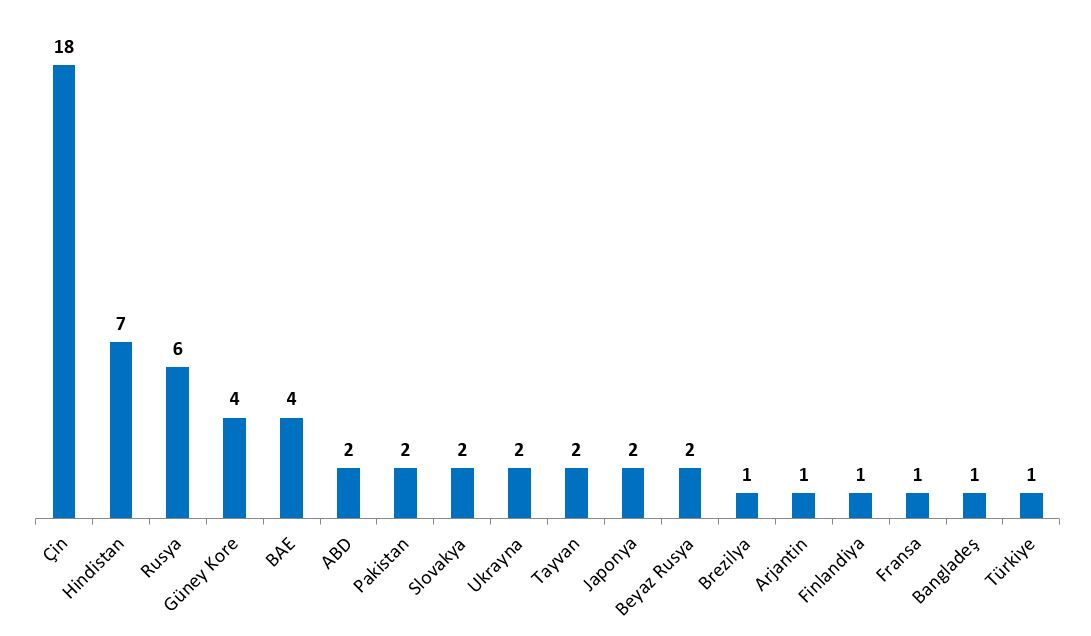 18
7
6
4
4
2
2
2
2
2
2
2
1
1
1
1
1
1
Çin
Hindistan
Rusya
Güney Kore
BAE
ABD
Pakistan
Slovakya
Ukrayna
Tayvan
Japonya
Beyaz Rusya
Brezilya
Arjantin
Finlandiya
Fransa
Bangladeş
Türkiye